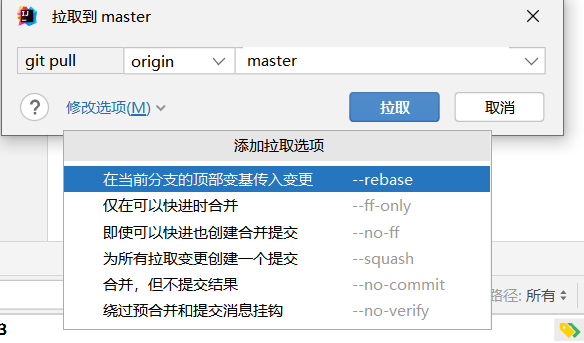 拉取到 master
git pull origin master
? 修改选项(M) 拉取 取消
添加拉取选项
在当前分支的顶部变基传入变更 --rebase
仅在可以快进时合并 --ff-only
即使可以快进也创建合并提交 --no-ff
为所有拉取变更创建一个提交 --squash
合并，但不提交结果 --no-commit
绕过预合并和提交消息挂钩 --no-verify
路径: 所有
3